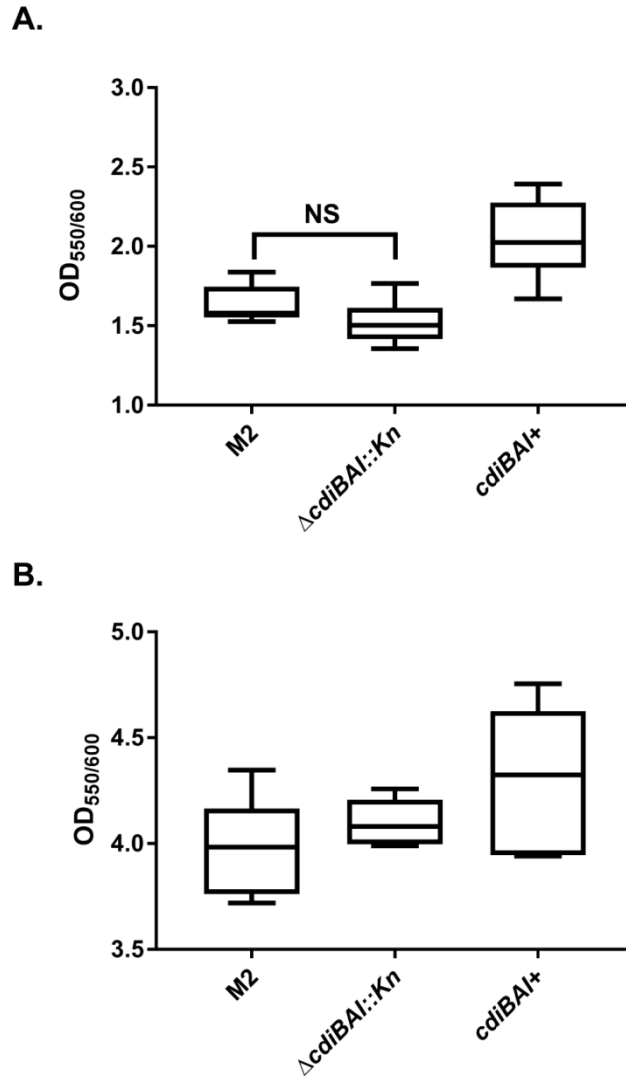 A.
3.0
2.5
2.0
1.5
1.0
OD550/600
NS
M2
ΔcdiBAI::Kn
cdiBAI+
B.
5.0
4.5
4.0
3.5
OD550/600
M2
ΔcdiBAI::Kn
cdiBAI+